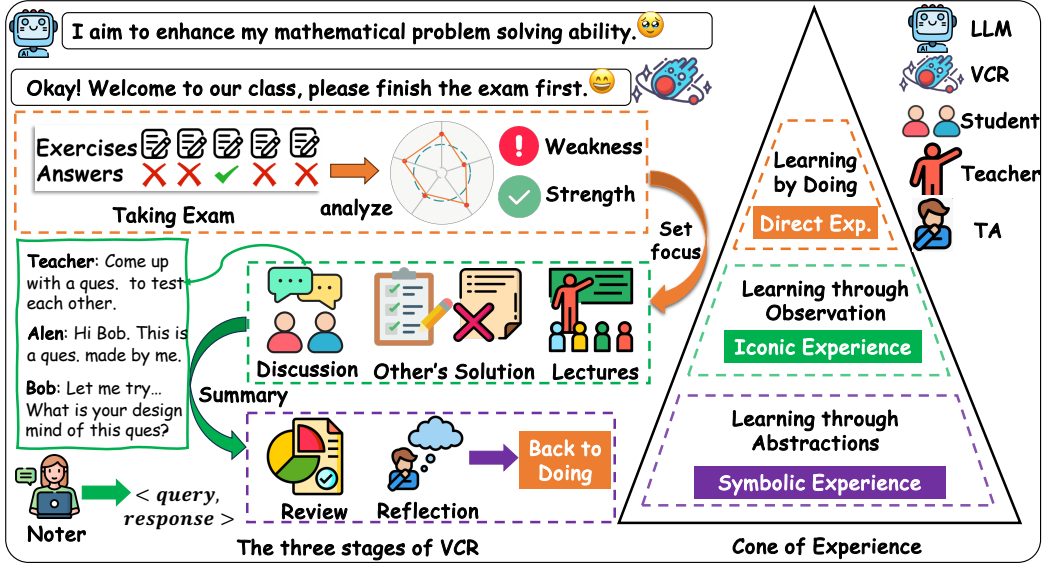 I aim to enhance my mathematical problem solving ability.
Okay! Welcome to our class, please finish the exam first.
Exercises
Answers
Taking Exam
analyze
Weakness
Strength
Set
focus
Teacher: Come up
with a ques. to test
each other.
Alen: Hi Bob. This is
a ques. made by me.
Bob: Let me try...
What is your design
mind of this ques?
Discussion
Other's Solution
Lectures
Summary
Review
Reflection
Back to
Doing
Noter
< query,
response >
The three stages of VCR
Learning
by Doing
Direct Exp.
Learning through
Observation
Iconic Experience
Learning through
Abstractions
Symbolic Experience
Cone of Experience
LLM
VCR
Student
Teacher
TA
AI
AI